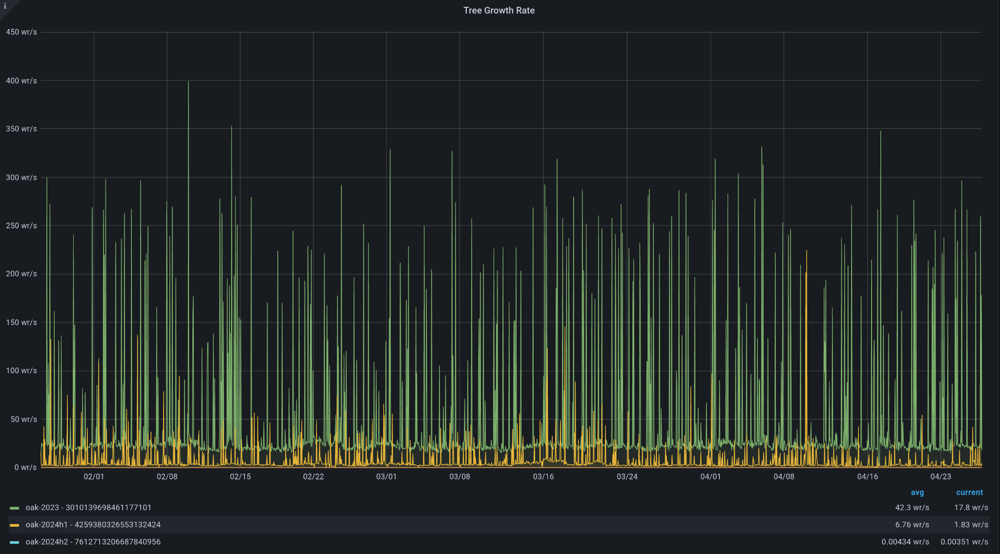 i
Tree Growth Rate
450 wr/s
400 wr/s
350 wr/s
300 wr/s
250 wr/s
200 wr/s
150 wr/s
100 wr/s
50 wr/s
0 wr/s
02/01 02/08 02/15 02/22 03/01 03/08 03/16 03/24 04/01 04/08 04/16 04/23
avg current
oak-2023 - 3010139698461177101 42.3 wr/s 17.8 wr/s
oak-2024h1 - 4259380326553132424 6.76 wr/s 1.83 wr/s
oak-2024h2 - 7612713206687840956 0.00434 wr/s 0.00351 wr/s